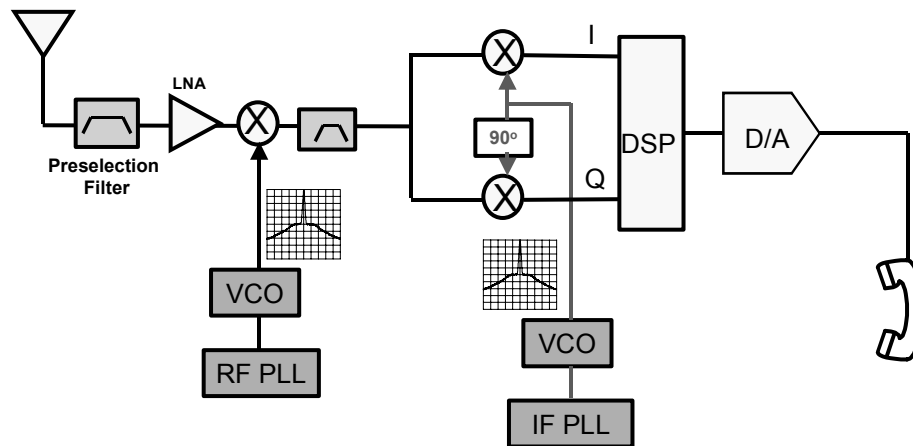 I
LNA
X
X
Preselection
Filter
90°
DSP
D/A
Q
X
VCO
RF PLL
VCO
IF PLL